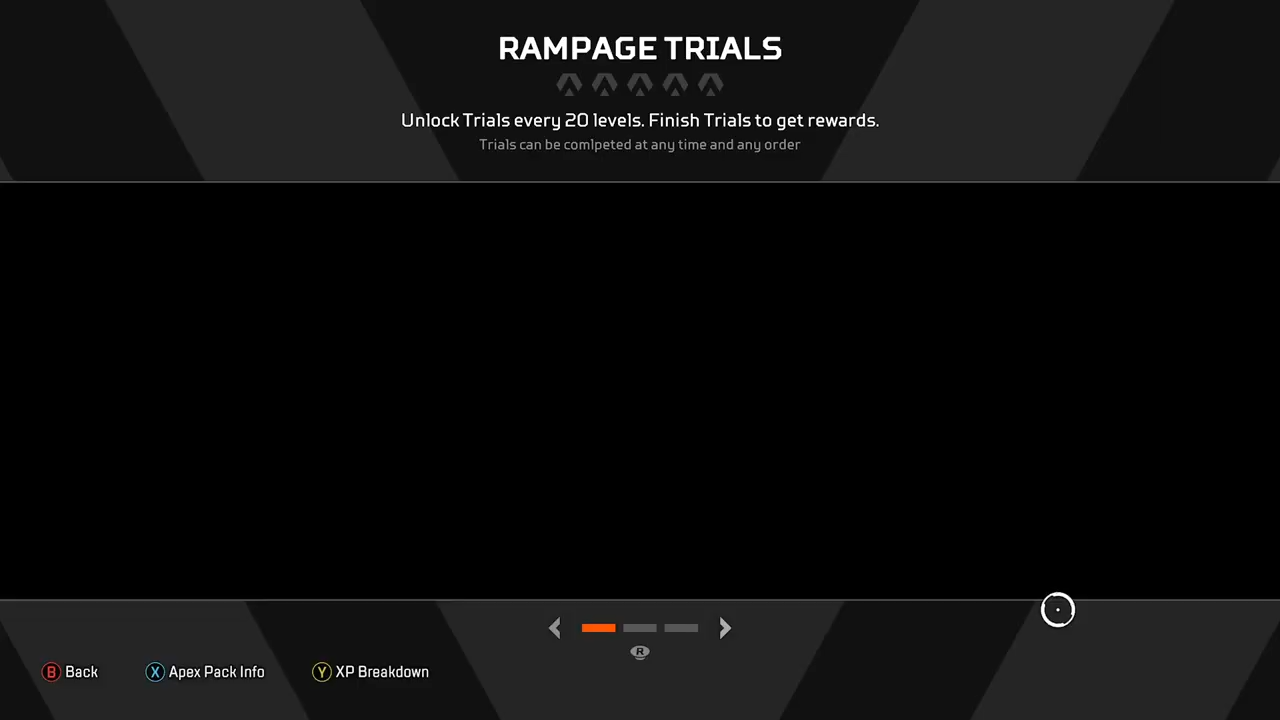 RAMPAGE TRIALS
Unlock Trials every 20 levels. Finish Trials to get rewards.
Trials can be comlpeted at any time and any order
R
B Back X Apex Pack Info Y XP Breakdown